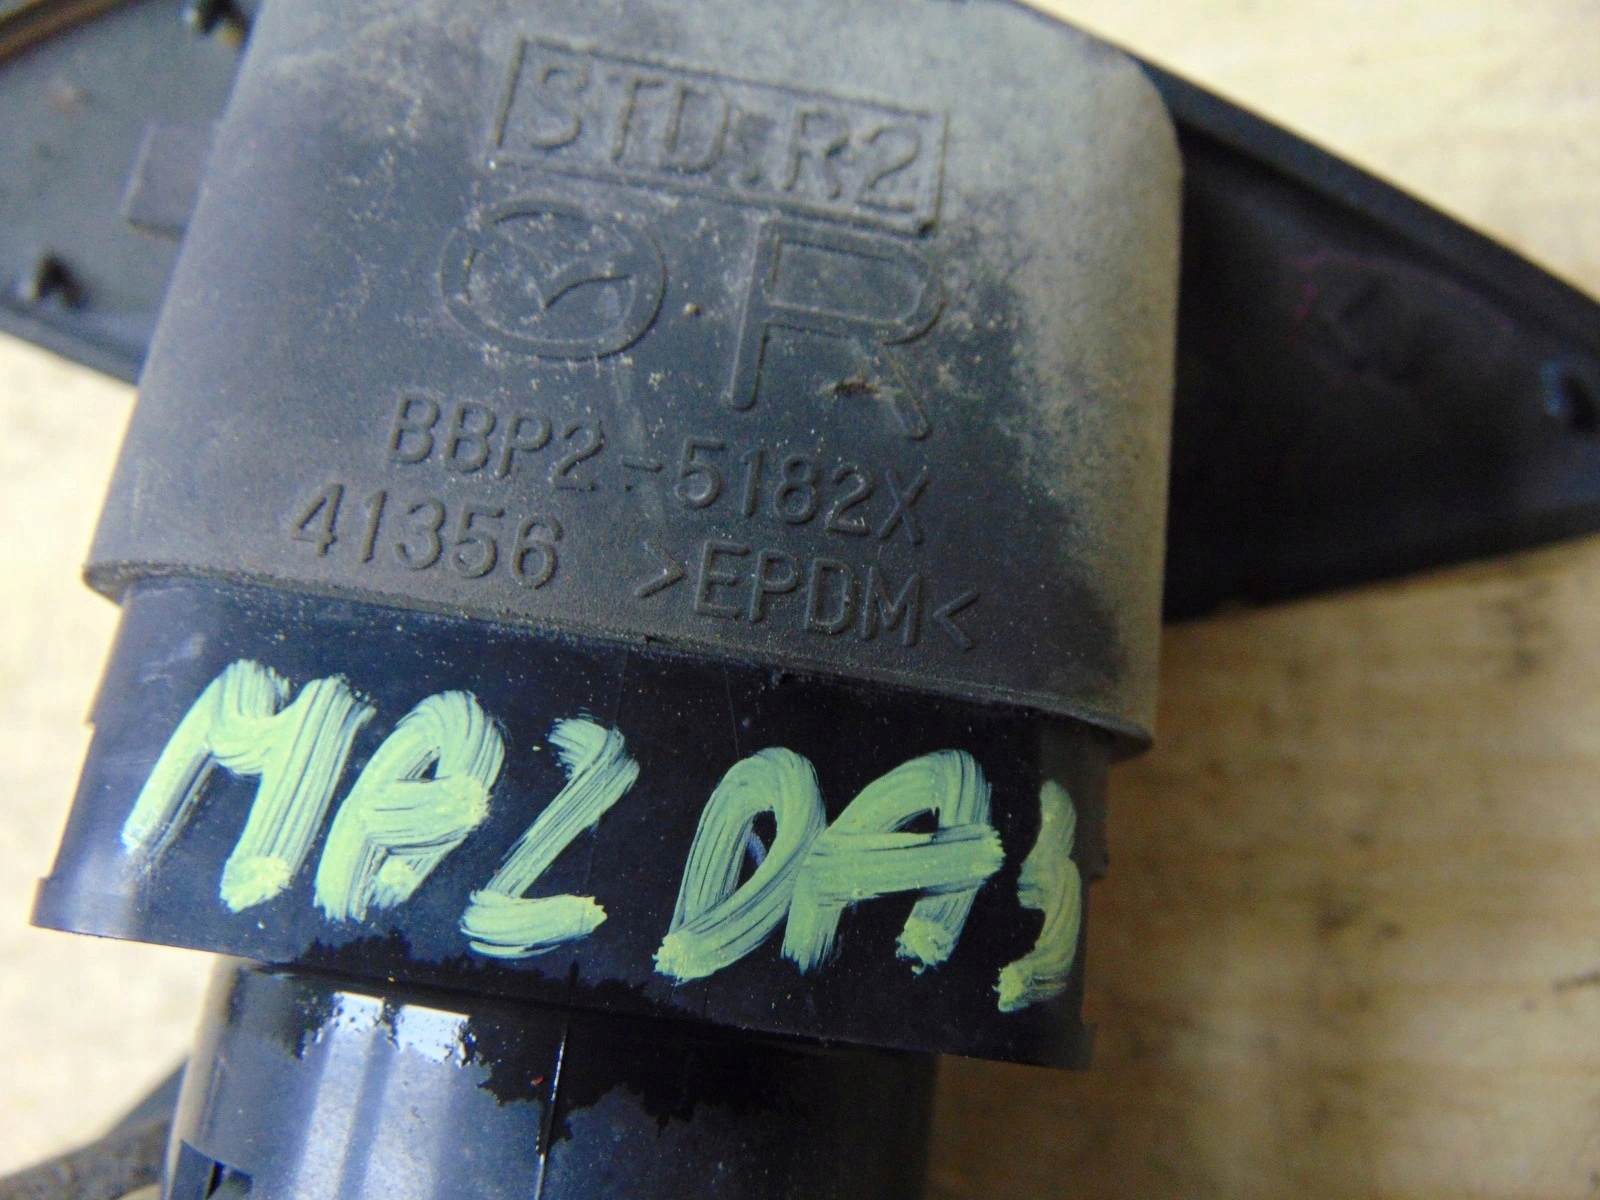 STD.R2
R
BBP2-5182X
41356 >EPDM<
MAZDA3